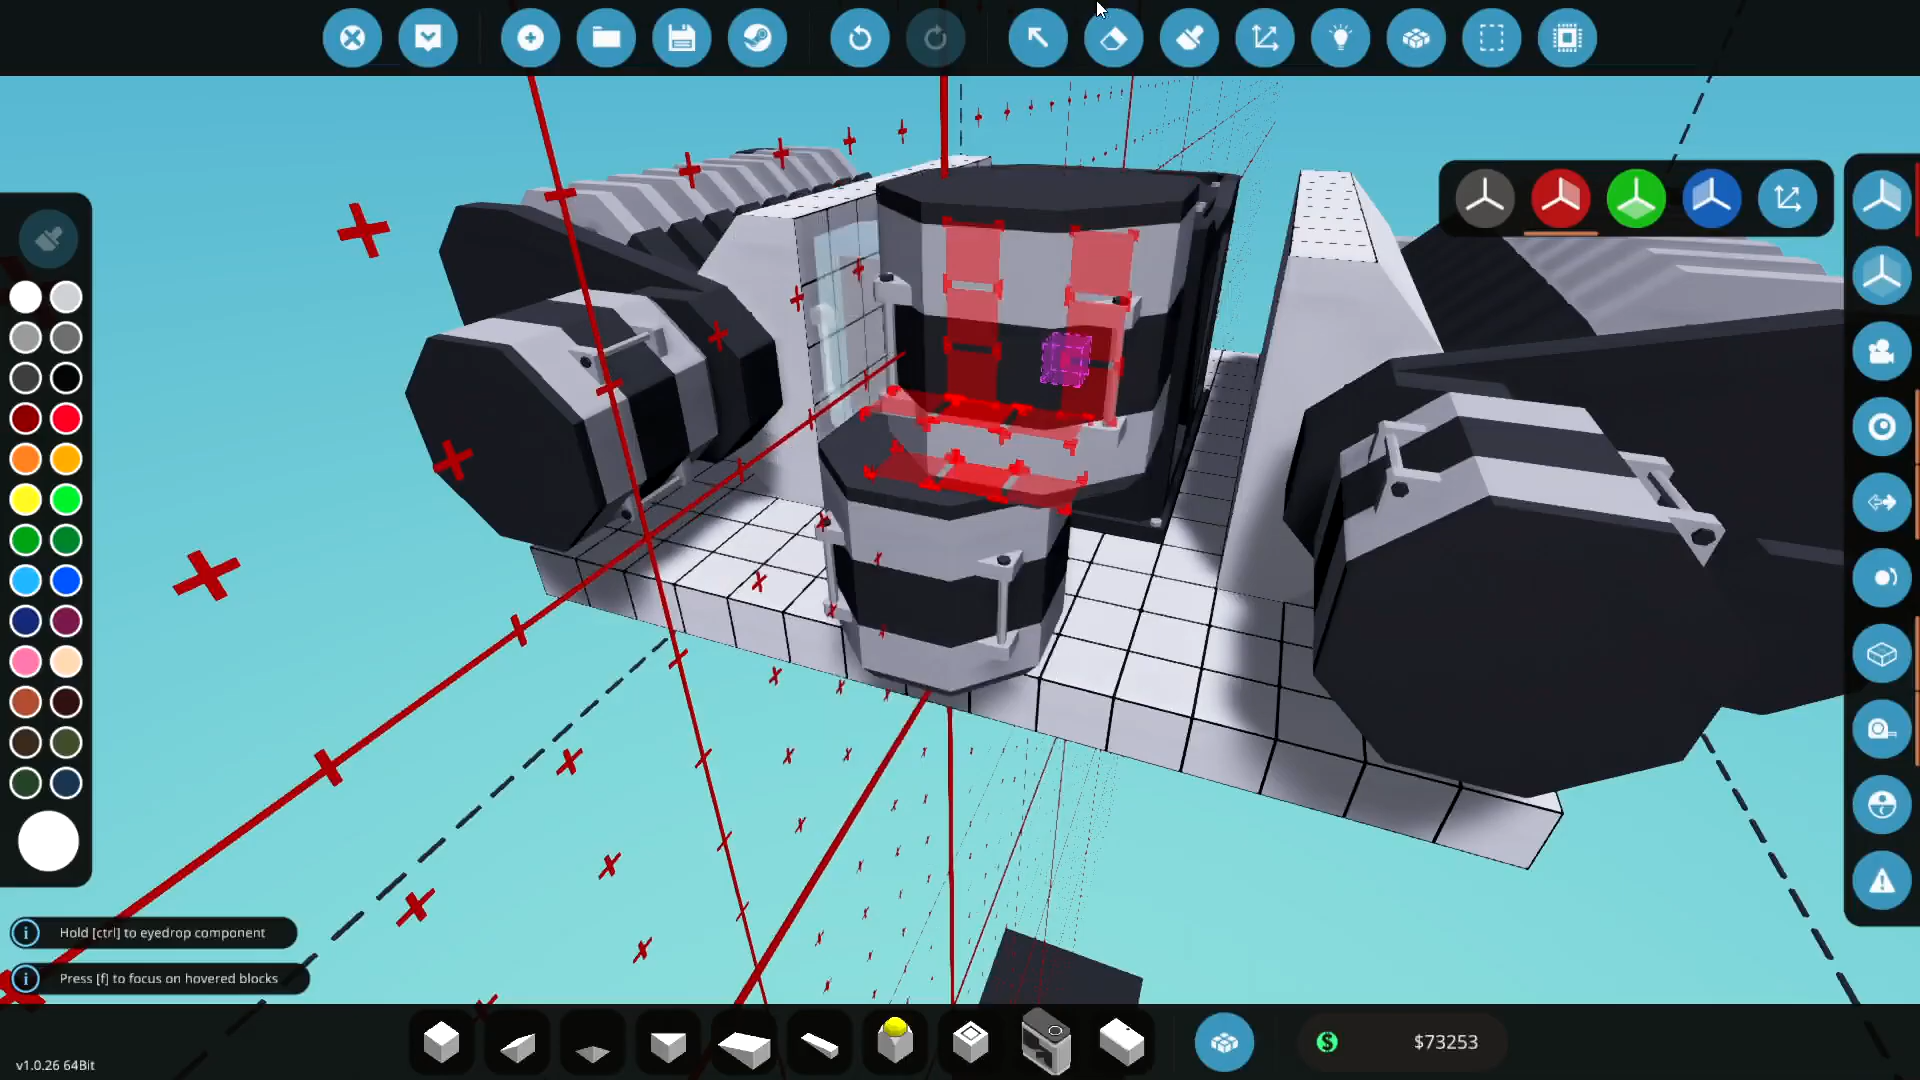 Hold [ctrl] to eyedrop component
Press [f] to focus on hovered blocks
$73253
v1.0.26 64Bit